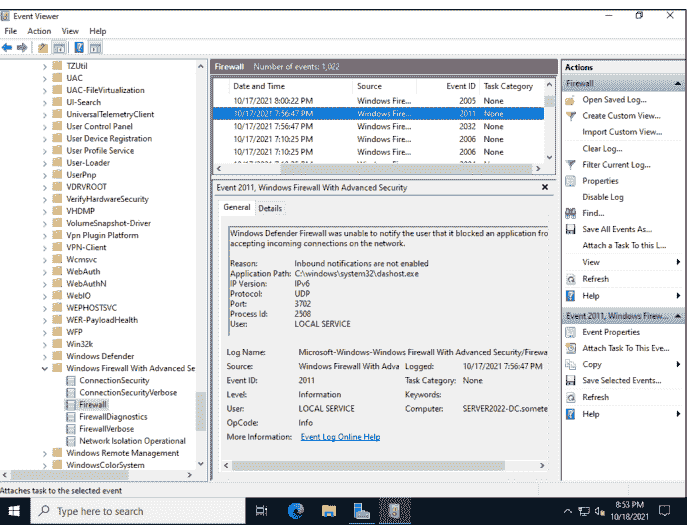 Event Viewer
File Action View Help
TZUtil
UAC
UAC-FileVirtualization
UI-Search
UniversalTelemetryClient
User Control Panel
User Device Registration
User Profile Service
User-Loader
UserPnp
VDRVROOT
VerifyHardwareSecurity
VHDMP
VolumeSnapshot-Driver
Vpn Plugin Platform
VPN-Client
Wcmsvc
WebAuth
WebAuthN
WebIO
WEPHOSTSVC
WER-PayloadHealth
WFP
Win32k
Windows Defender
Windows Firewall With Advanced Se
ConnectionSecurity
ConnectionSecurityVerbose
Firewall
FirewallDiagnostics
FirewallVerbose
Network Isolation Operational
Windows Remote Management
WindowsColorSystem
Firewall Number of events: 1,022
Date and Time Source Event ID Task Category
10/17/2021 8:00:22 PM Windows Fire... 2005 None
10/17/2021 7:56:47 PM Windows Fire... 2011 None
10/17/2021 7:56:47 PM Windows Fire... 2032 None
10/17/2021 7:10:25 PM Windows Fire... 2006 None
10/17/2021 7:10:25 PM Windows Fire... 2006 None
Event 2011, Windows Firewall With Advanced Security
General Details
Windows Defender Firewall was unable to notify the user that it blocked an application fro
accepting incoming connections on the network.
Reason: Inbound notifications are not enabled
Application Path: C:\windows\system32\dashost.exe
IP Version: IPv6
Protocol: UDP
Port: 3702
Process Id: 2508
User: LOCAL SERVICE
Log Name: Microsoft-Windows-Windows Firewall With Advanced Security/Firewa
Source: Windows Firewall With Adva Logged: 10/17/2021 7:56:47 PM
Event ID: 2011 Task Category: None
Level: Information Keywords:
User: LOCAL SERVICE Computer: SERVER2022-DC.somete
OpCode: Info
More Information: Event Log Online Help
Actions
Firewall
Open Saved Log...
Create Custom View...
Import Custom View...
Clear Log...
Filter Current Log...
Properties
Disable Log
Find...
Save All Events As...
Attach a Task To this L...
View
Refresh
Help
Event 2011, Windows Firew...
Event Properties
Attach Task To This Eve...
Copy
Save Selected Events...
Refresh
Help
Attaches task to the selected event
Type here to search
8:53 PM
10/18/2021